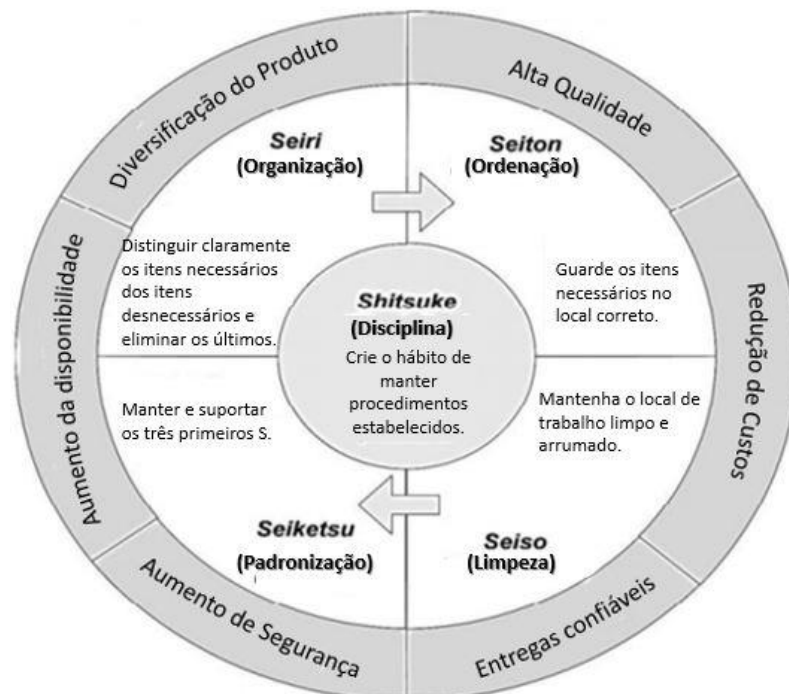 Diversificação do Produto
Alta Qualidade
Redução de Custos
Entregas confiáveis
Aumento de Segurança
Aumento da disponibilidade
Seiri
(Organização)
Distinguir claramente
os itens necessários
dos itens
desnecessários e
eliminar os últimos.
Seiton
(Ordenação)
Guarde os itens
necessários no
local correto.
Shitsuke
(Disciplina)
Crie o hábito de
manter
procedimentos
estabelecidos.
Manter e suportar
os três primeiros S.
Seiketsu
(Padronização)
Mantenha o local de
trabalho limpo e
arrumado.
Seiso
(Limpeza)